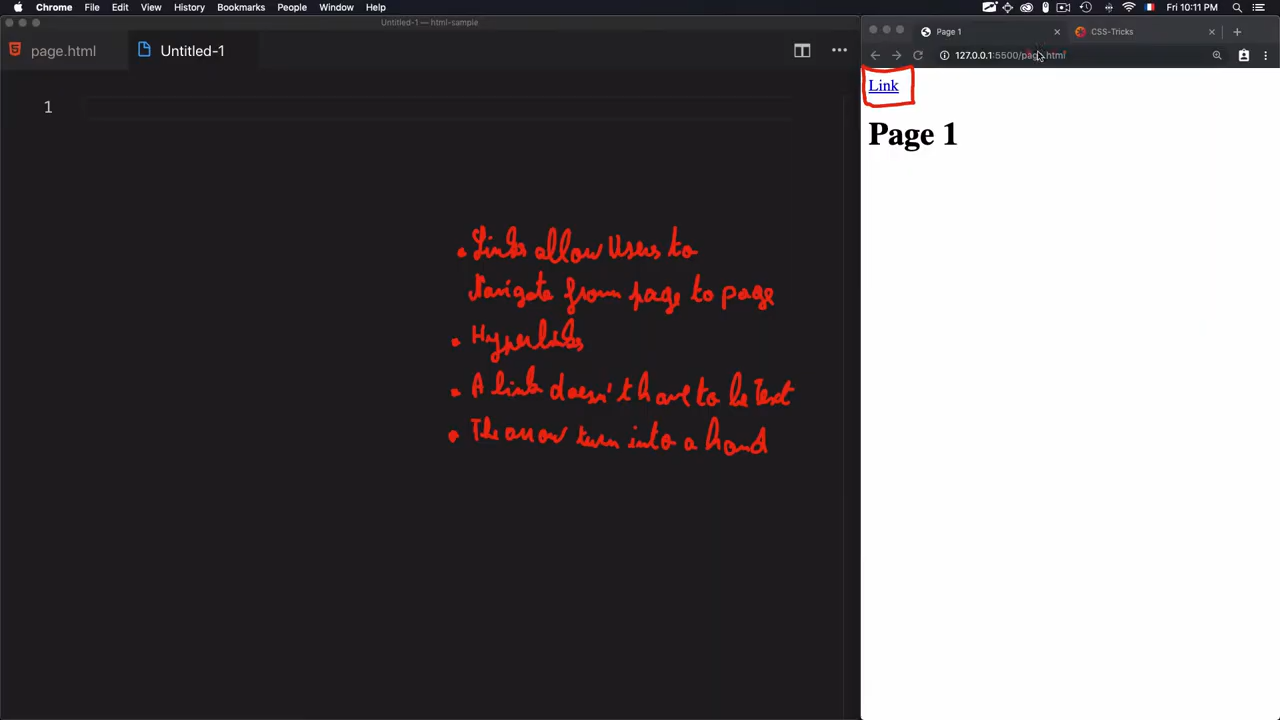 Chrome File Edit View History Bookmarks People Window Help Fri 10:11 PM
Untitled-1 — html-sample
page.html Untitled-1
Page 1 CSS-Tricks
127.0.0.1:5500/page.html
1
Link
Page 1
• Links allow Users to
Navigate from page to page
• Hyperlinks
• A link doesn't have to be Text
• The arrow turn into a hand